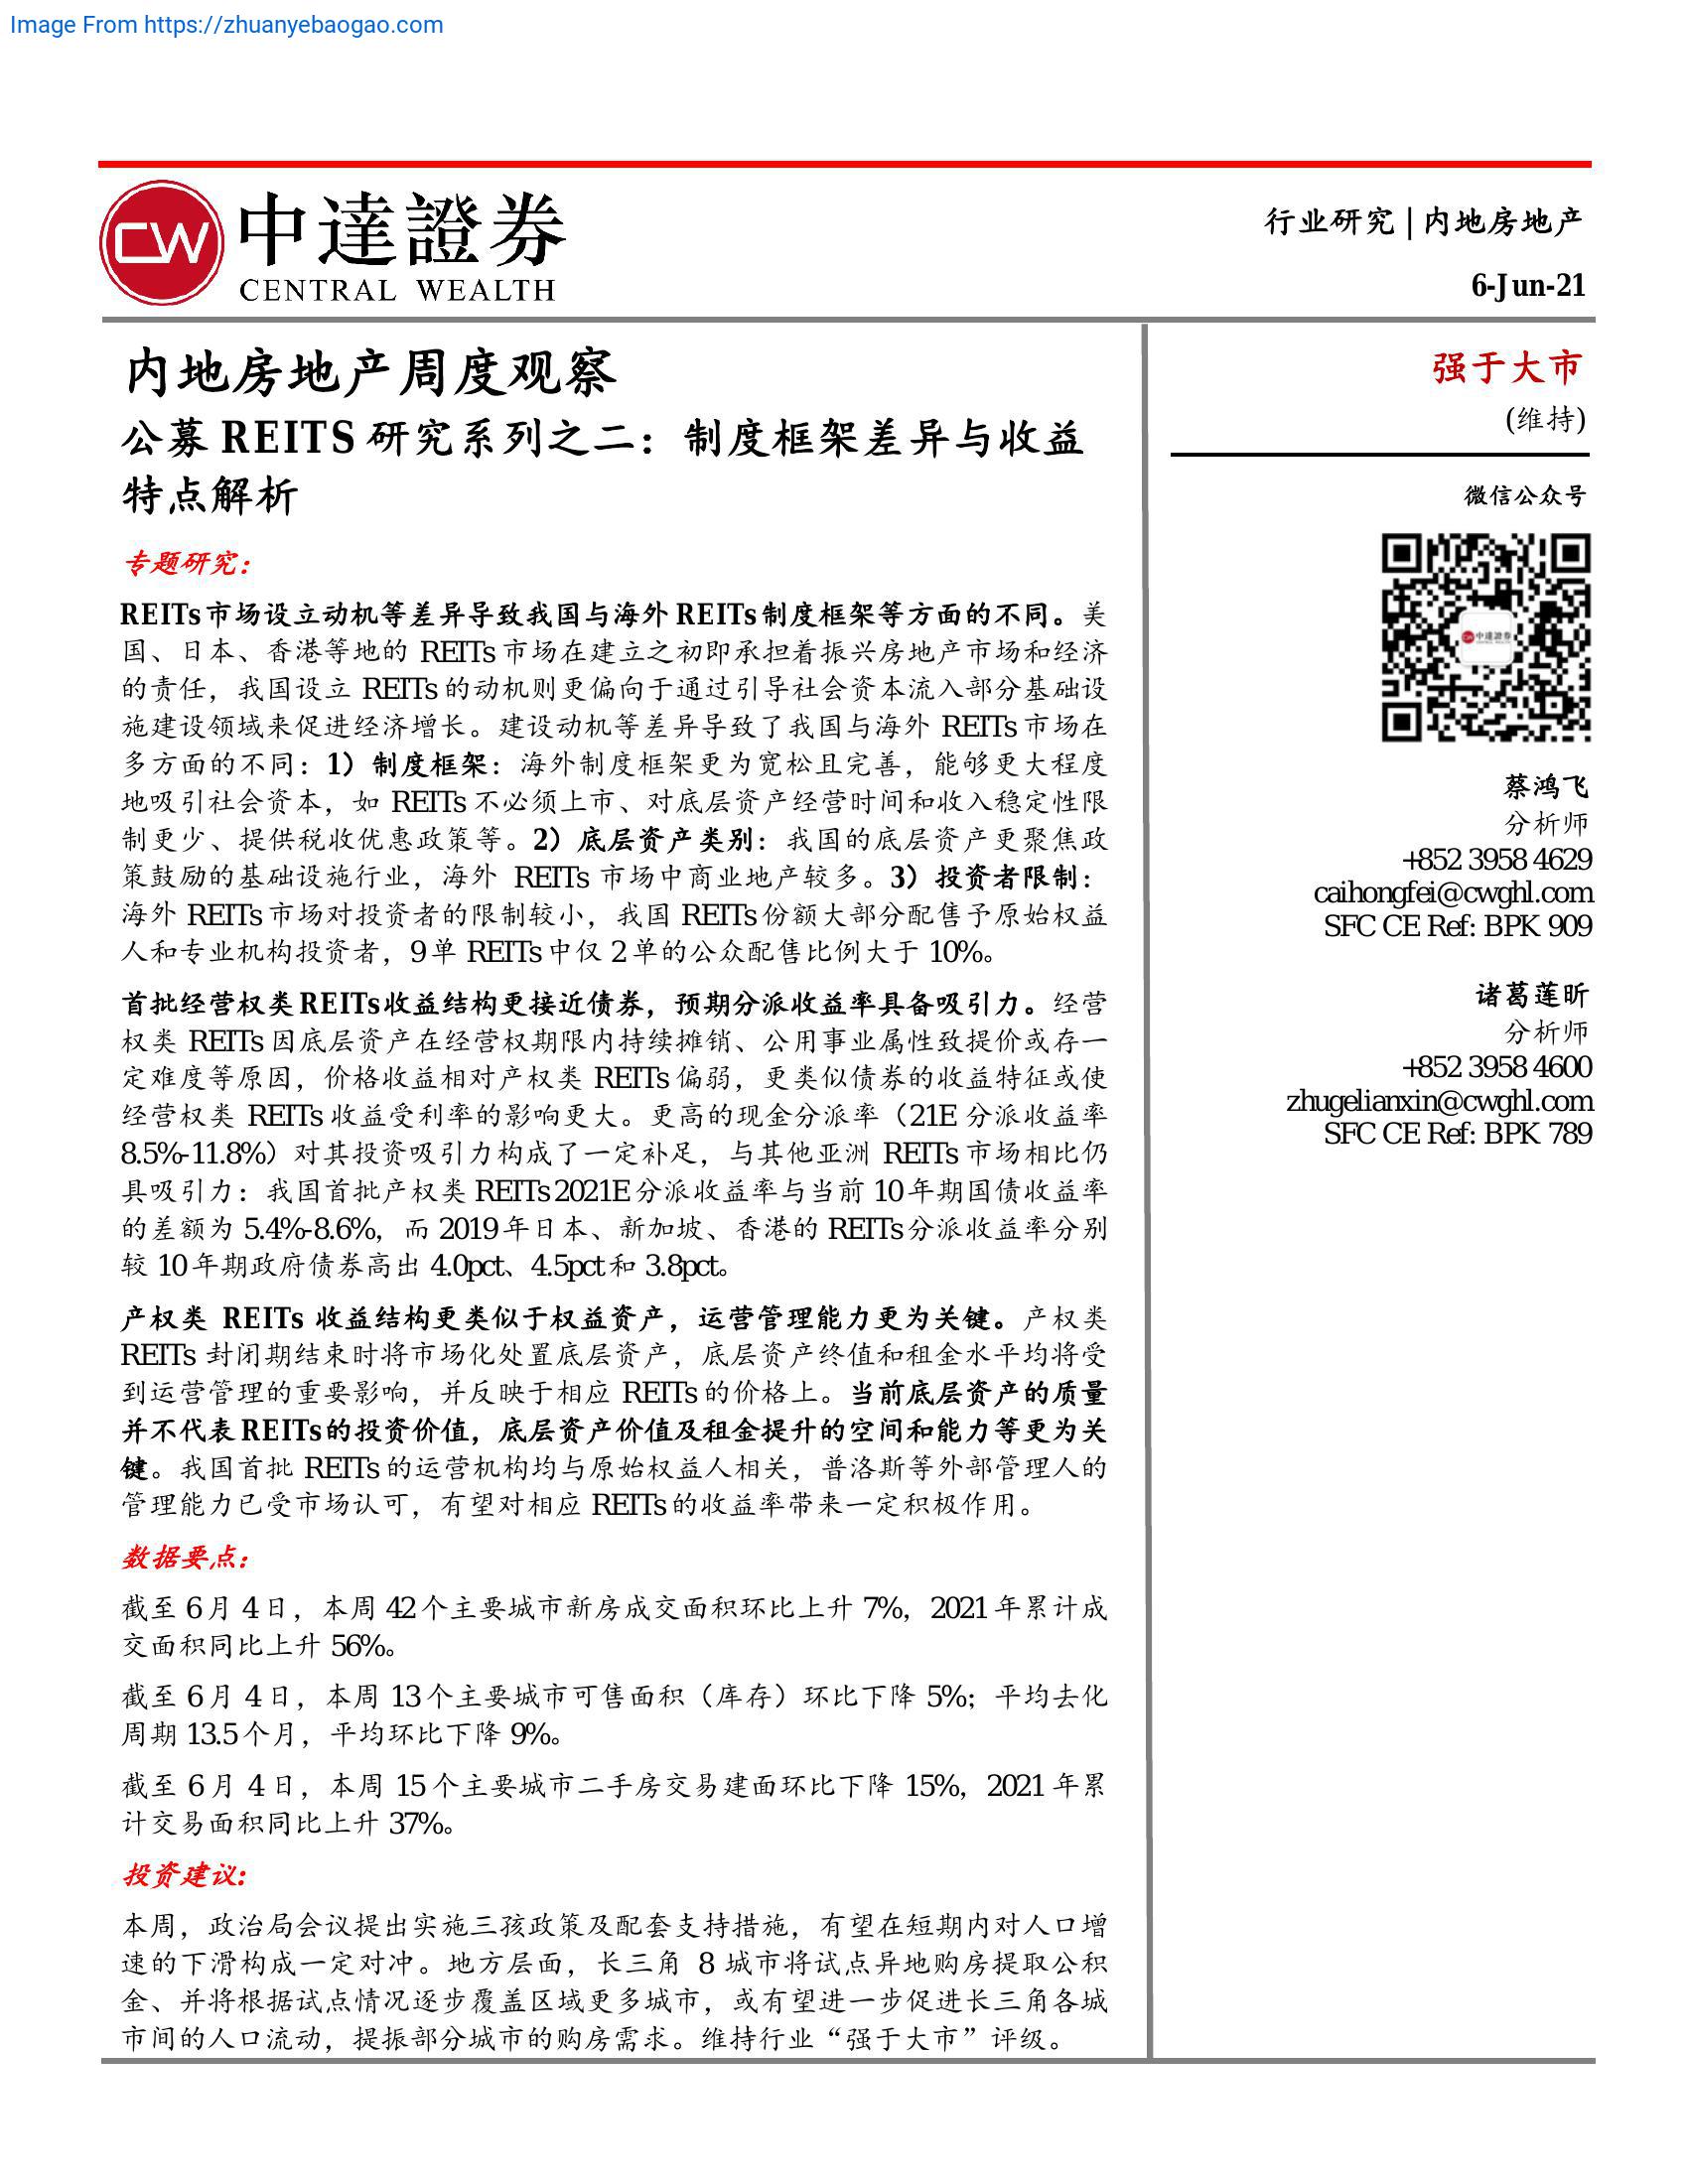 Image From https://zhuanyebaogao.com
CW 中達證券
CENTRAL WEALTH
行业研究 | 内地房地产
6-Jun-21
内地房地产周度观察
公募 REITS 研究系列之二：制度框架差异与收益
特点解析
专题研究：
REITs 市场设立动机等差异导致我国与海外 REITs 制度框架等方面的不同。美
国、日本、香港等地的 REITs 市场在建立之初即承担着振兴房地产市场和经济
的责任，我国设立 REITs 的动机则更偏向于通过引导社会资本流入部分基础设
施建设领域来促进经济增长。建设动机等差异导致了我国与海外 REITs 市场在
多方面的不同：1）制度框架：海外制度框架更为宽松且完善，能够更大程度
地吸引社会资本，如 REITs 不必须上市、对底层资产经营时间和收入稳定性限
制更少、提供税收优惠政策等。2）底层资产类别：我国的底层资产更聚焦政
策鼓励的基础设施行业，海外 REITs 市场中商业地产较多。3）投资者限制：
海外 REITs 市场对投资者的限制较小，我国 REITs 份额大部分配售予原始权益
人和专业机构投资者，9 单 REITs 中仅 2 单的公众配售比例大于 10%。
首批经营权类 REITs 收益结构更接近债券，预期分派收益率具备吸引力。经营
权类 REITs 因底层资产在经营权期限内持续摊销、公用事业属性致提价或存一
定难度等原因，价格收益相对产权类 REITs 偏弱，更类似债券的收益特征或使
经营权类 REITs 收益受利率的影响更大。更高的现金分派率（21E 分派收益率
8.5%-11.8%）对其投资吸引力构成了一定补足，与其他亚洲 REITs 市场相比仍
具吸引力：我国首批产权类 REITs 2021E 分派收益率与当前 10 年期国债收益率
的差额为 5.4%-8.6%，而 2019 年日本、新加坡、香港的 REITs 分派收益率分别
较 10 年期政府债券高出 4.0pct、4.5pct 和 3.8pct。
产权类 REITs 收益结构更类似于权益资产，运营管理能力更为关键。产权类
REITs 封闭期结束时将市场化处置底层资产，底层资产终值和租金水平均将受
到运营管理的重要影响，并反映于相应 REITs 的价格上。当前底层资产的质量
并不代表 REITs 的投资价值，底层资产价值及租金提升的空间和能力等更为关
键。我国首批 REITs 的运营机构均与原始权益人相关，普洛斯等外部管理人的
管理能力已受市场认可，有望对相应 REITs 的收益率带来一定积极作用。
数据要点：
截至 6 月 4 日，本周 42 个主要城市新房成交面积环比上升 7%，2021 年累计成
交面积同比上升 56%。
截至 6 月 4 日，本周 13 个主要城市可售面积（库存）环比下降 5%；平均去化
周期 13.5 个月，平均环比下降 9%。
截至 6 月 4 日，本周 15 个主要城市二手房交易建面环比下降 15%，2021 年累
计交易面积同比上升 37%。
投资建议：
本周，政治局会议提出实施三孩政策及配套支持措施，有望在短期内对人口增
速的下滑构成一定对冲。地方层面，长三角 8 城市将试点异地购房提取公积
金、并将根据试点情况逐步覆盖区域更多城市，或有望进一步促进长三角各城
市间的人口流动，提振部分城市的购房需求。维持行业“强于大市”评级。
强于大市
(维持)
微信公众号
中達證券
蔡鸿飞
分析师
+852 3958 4629
caihongfei@cwghl.com
SFC CE Ref: BPK 909
诸葛莲昕
分析师
+852 3958 4600
zhugelianxin@cwghl.com
SFC CE Ref: BPK 789